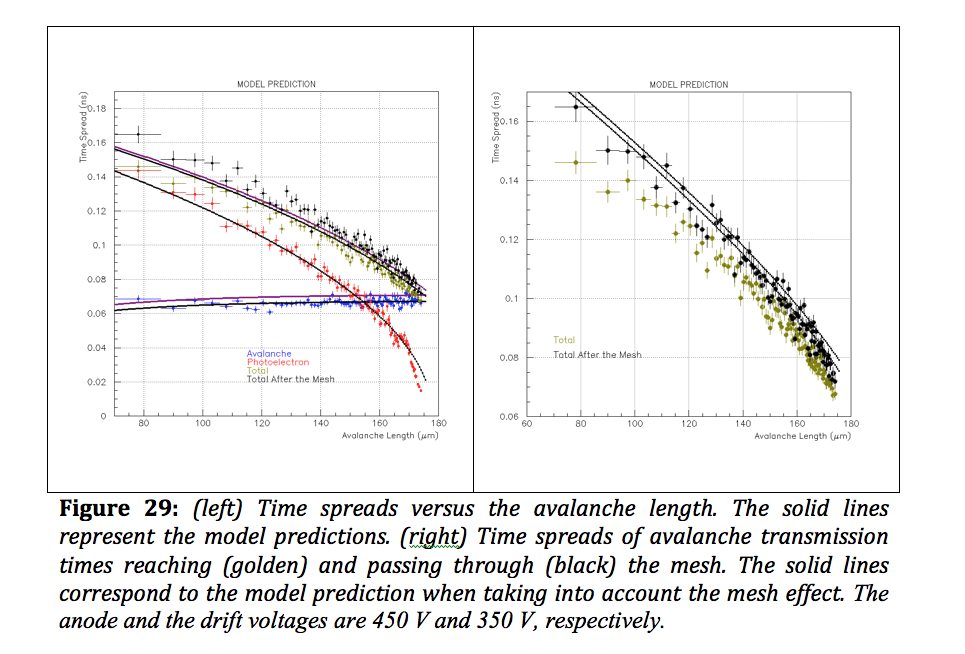 MODEL PREDICTION
Time Spread (ns)
0.18
0.16
0.14
0.12
0.1
0.08
0.06
0.04
0.02
0
Avalanche
Photoelectron
Total
Total After the Mesh
80 100 120 140 160 180
Avalanche Length (μm)
MODEL PREDICTION
Time Spread (ns)
0.16
0.14
0.12
0.1
0.08
0.06
Total
Total After the Mesh
60 80 100 120 140 160 180
Avalanche Length (μm)
Figure 29: (left) Time spreads versus the avalanche length. The solid lines
represent the model predictions. (right) Time spreads of avalanche transmission
times reaching (golden) and passing through (black) the mesh. The solid lines
correspond to the model prediction when taking into account the mesh effect. The
anode and the drift voltages are 450 V and 350 V, respectively.